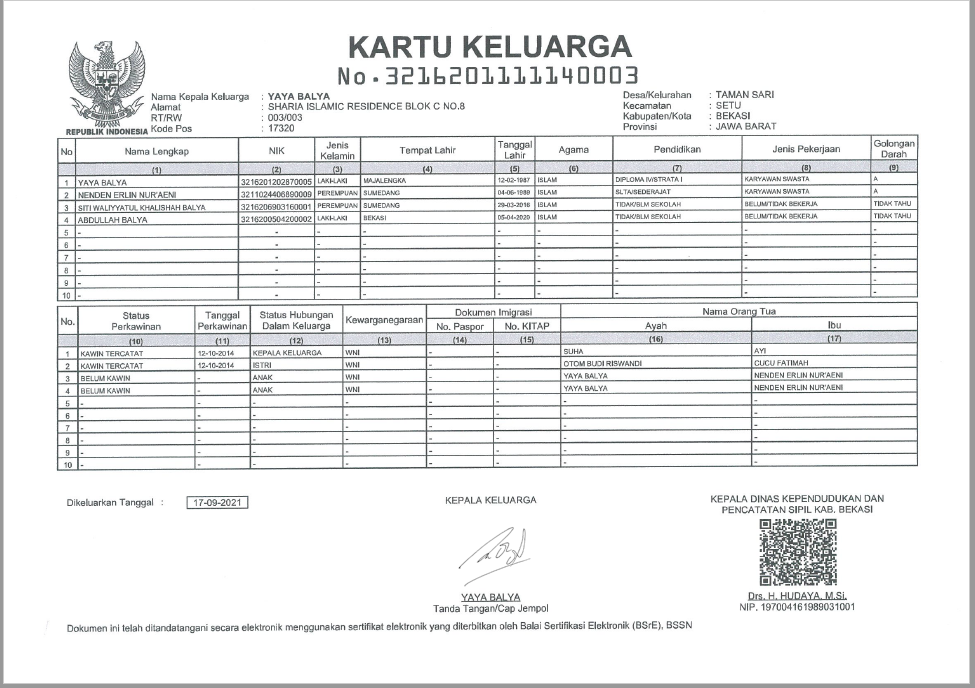 KARTU KELUARGA
No.3216201111140003
REPUBLIK INDONESIA
Nama Kepala Keluarga : YAYA BALYA
Alamat : SHARIA ISLAMIC RESIDENCE BLOK C NO.8
RT/RW : 003/003
Kode Pos : 17320
Desa/Kelurahan : TAMAN SARI
Kecamatan : SETU
Kabupaten/Kota : BEKASI
Provinsi : JAWA BARAT
No Nama Lengkap NIK Jenis Kelamin Tempat Lahir Tanggal Lahir Agama Pendidikan Jenis Pekerjaan Golongan Darah
(1) (2) (3) (4) (5) (6) (7) (8) (9)
1 YAYA BALYA 3216201202870005 LAKI-LAKI MAJALENGKA 12-02-1987 ISLAM DIPLOMA IV/STRATA I KARYAWAN SWASTA A
2 NENDEN ERLIN NUR'AENI 3211024406890009 PEREMPUAN SUMEDANG 04-06-1989 ISLAM SLTA/SEDERAJAT KARYAWAN SWASTA A
3 SITI WALIYYATUL KHALISHAH BALYA 3216206903160001 PEREMPUAN SUMEDANG 29-03-2016 ISLAM TIDAK/BLM SEKOLAH BELUM/TIDAK BEKERJA TIDAK TAHU
4 ABDULLAH BALYA 3216200504200002 LAKI-LAKI BEKASI 05-04-2020 ISLAM TIDAK/BLM SEKOLAH BELUM/TIDAK BEKERJA TIDAK TAHU
5 - - - - - - - - -
6 - - - - - - - - -
7 - - - - - - - - -
8 - - - - - - - - -
9 - - - - - - - - -
10 - - - - - - - - -
No. Status Perkawinan Tanggal Perkawinan Status Hubungan Dalam Keluarga Kewarganegaraan Dokumen Imigrasi Nama Orang Tua
No. Paspor No. KITAP Ayah Ibu
(10) (11) (12) (13) (14) (15) (16) (17)
1 KAWIN TERCATAT 12-10-2014 KEPALA KELUARGA WNI - - SUHA AYI
2 KAWIN TERCATAT 12-10-2014 ISTRI WNI - - OTOM BUDI RISWANDI CUCU FATIMAH
3 BELUM KAWIN - ANAK WNI - - YAYA BALYA NENDEN ERLIN NUR'AENI
4 BELUM KAWIN - ANAK WNI - - YAYA BALYA NENDEN ERLIN NUR'AENI
5 - - - - - - - -
6 - - - - - - - -
7 - - - - - - - -
8 - - - - - - - -
9 - - - - - - - -
10 - - - - - - - -
Dikeluarkan Tanggal : 17-09-2021
KEPALA KELUARGA
YAYA BALYA
Tanda Tangan/Cap Jempol
KEPALA DINAS KEPENDUDUKAN DAN
PENCATATAN SIPIL KAB. BEKASI
Drs. H. HUDAYA, M.Si.
NIP. 197004161989031001
Dokumen ini telah ditandatangani secara elektronik menggunakan sertifikat elektronik yang diterbitkan oleh Balai Sertifikasi Elektronik (BSrE), BSSN